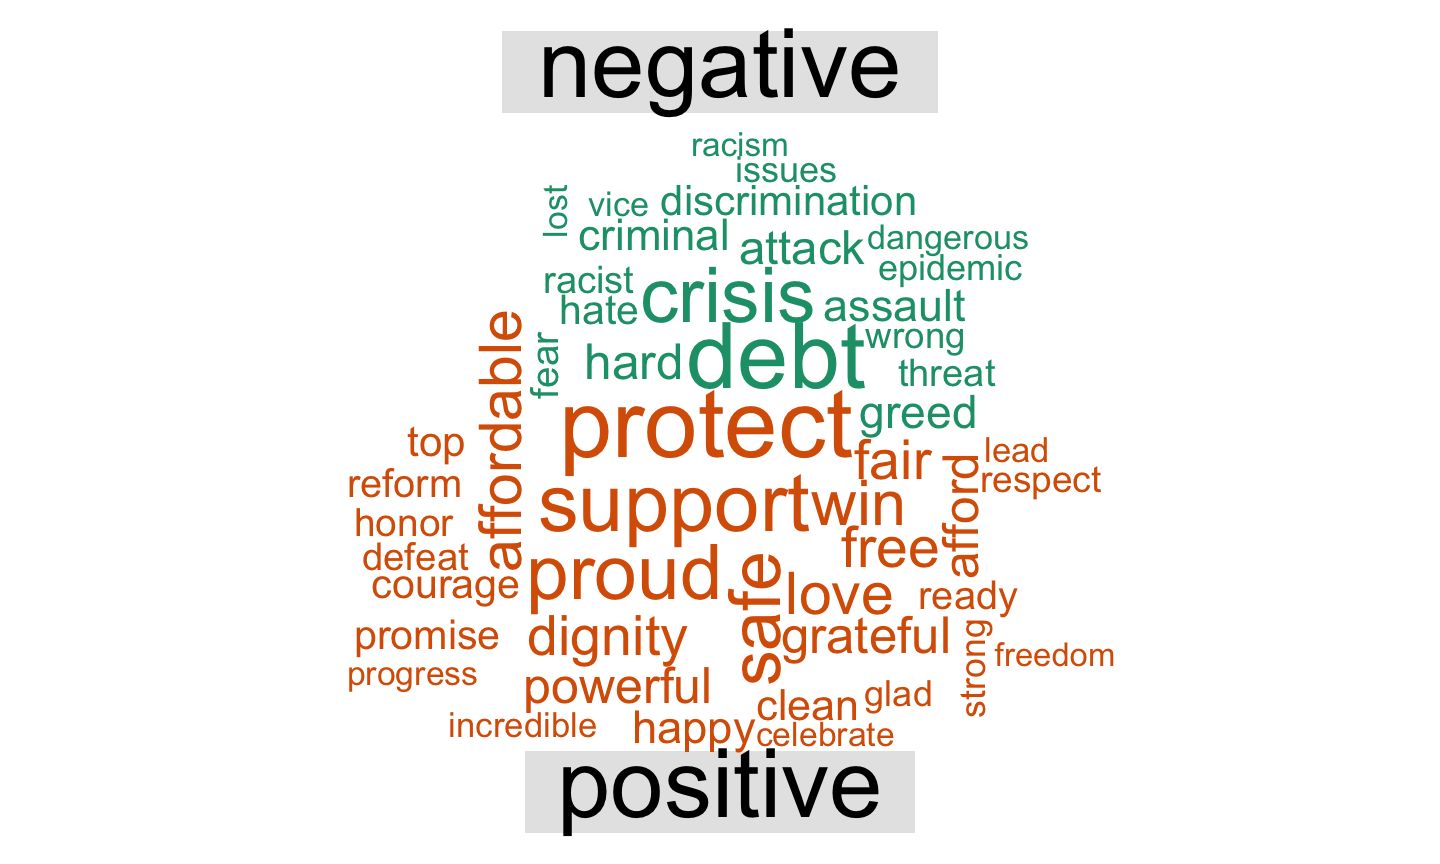 negative
racism
issues
lost
vice
discrimination
criminal
attack
dangerous
epidemic
racist
hate
crisis
assault
fear
hard
debt
wrong
threat
greed
affordable
protect
top
fair
lead
reform
support
win
afford
respect
honor
free
defeat
proud
courage
safe
love
ready
promise
dignity
grateful
strong
freedom
progress
powerful
clean
glad
incredible
happy
celebrate
positive